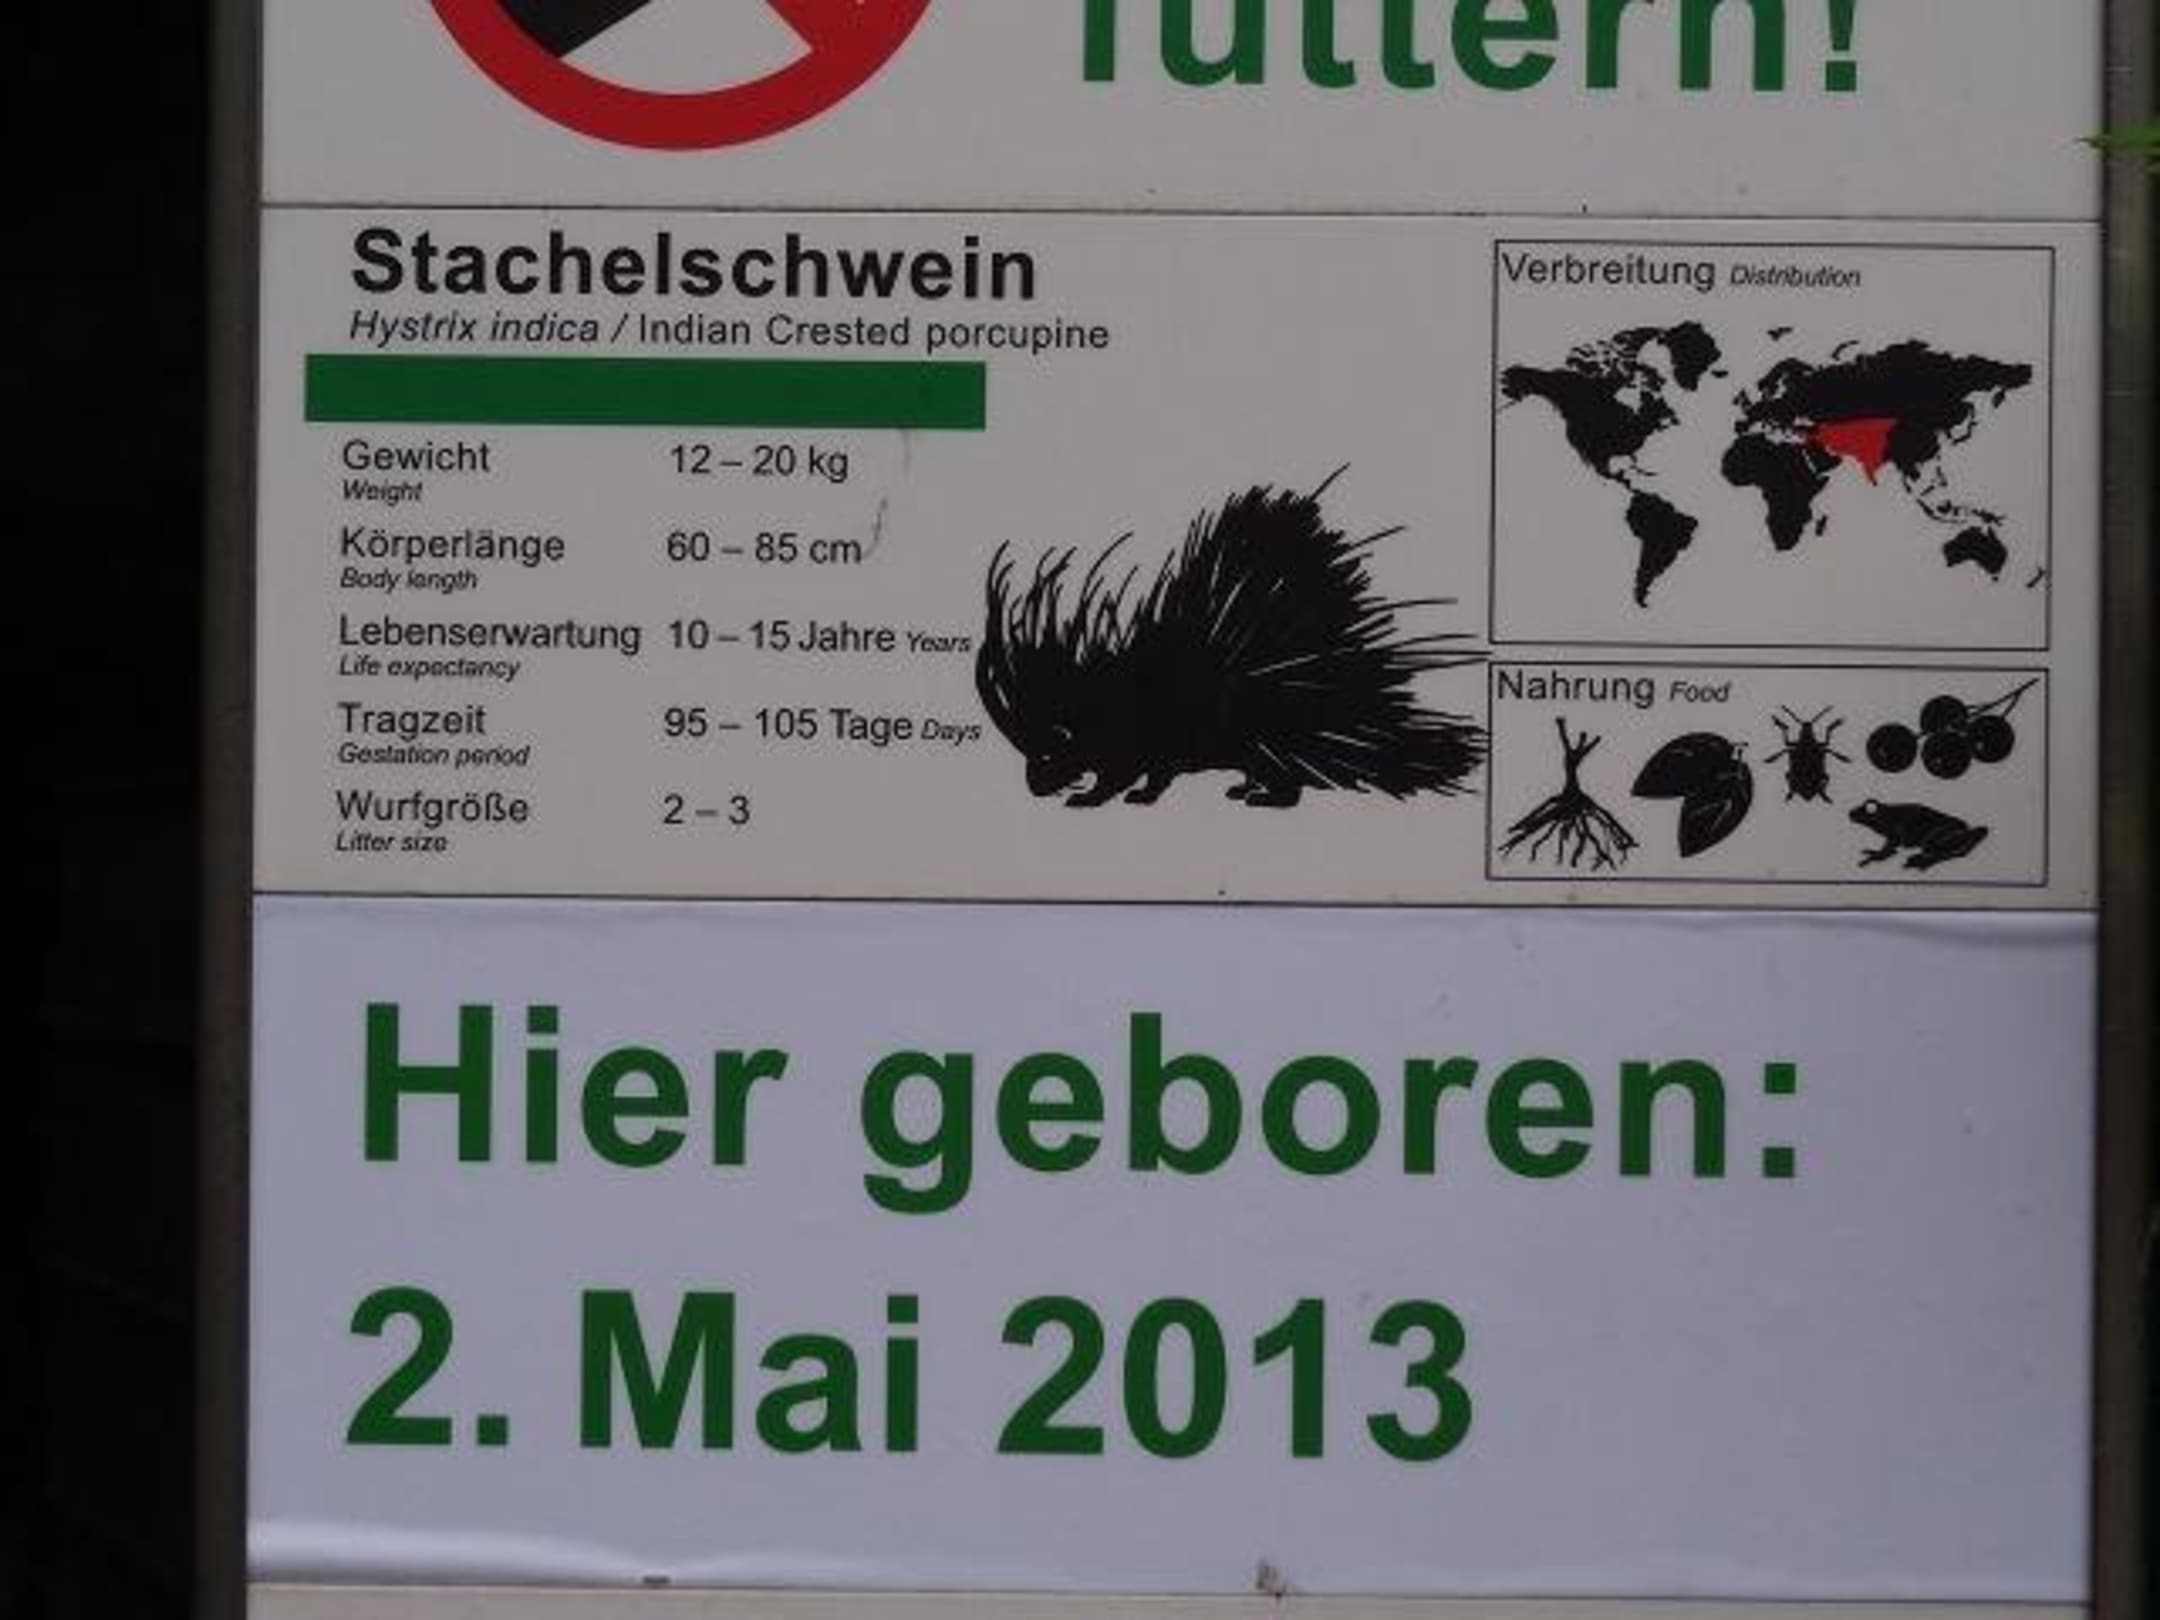 füttern!
Stachelschwein
Hystrix indica / Indian Crested porcupine
Gewicht 12 – 20 kg
Weight
Körperlänge 60 – 85 cm
Body length
Lebenserwartung 10 – 15 Jahre Years
Life expectancy
Tragzeit 95 – 105 Tage Days
Gestation period
Wurfgröße 2 – 3
Litter size
Verbreitung Distribution
Nahrung Food
Hier geboren:
2. Mai 2013